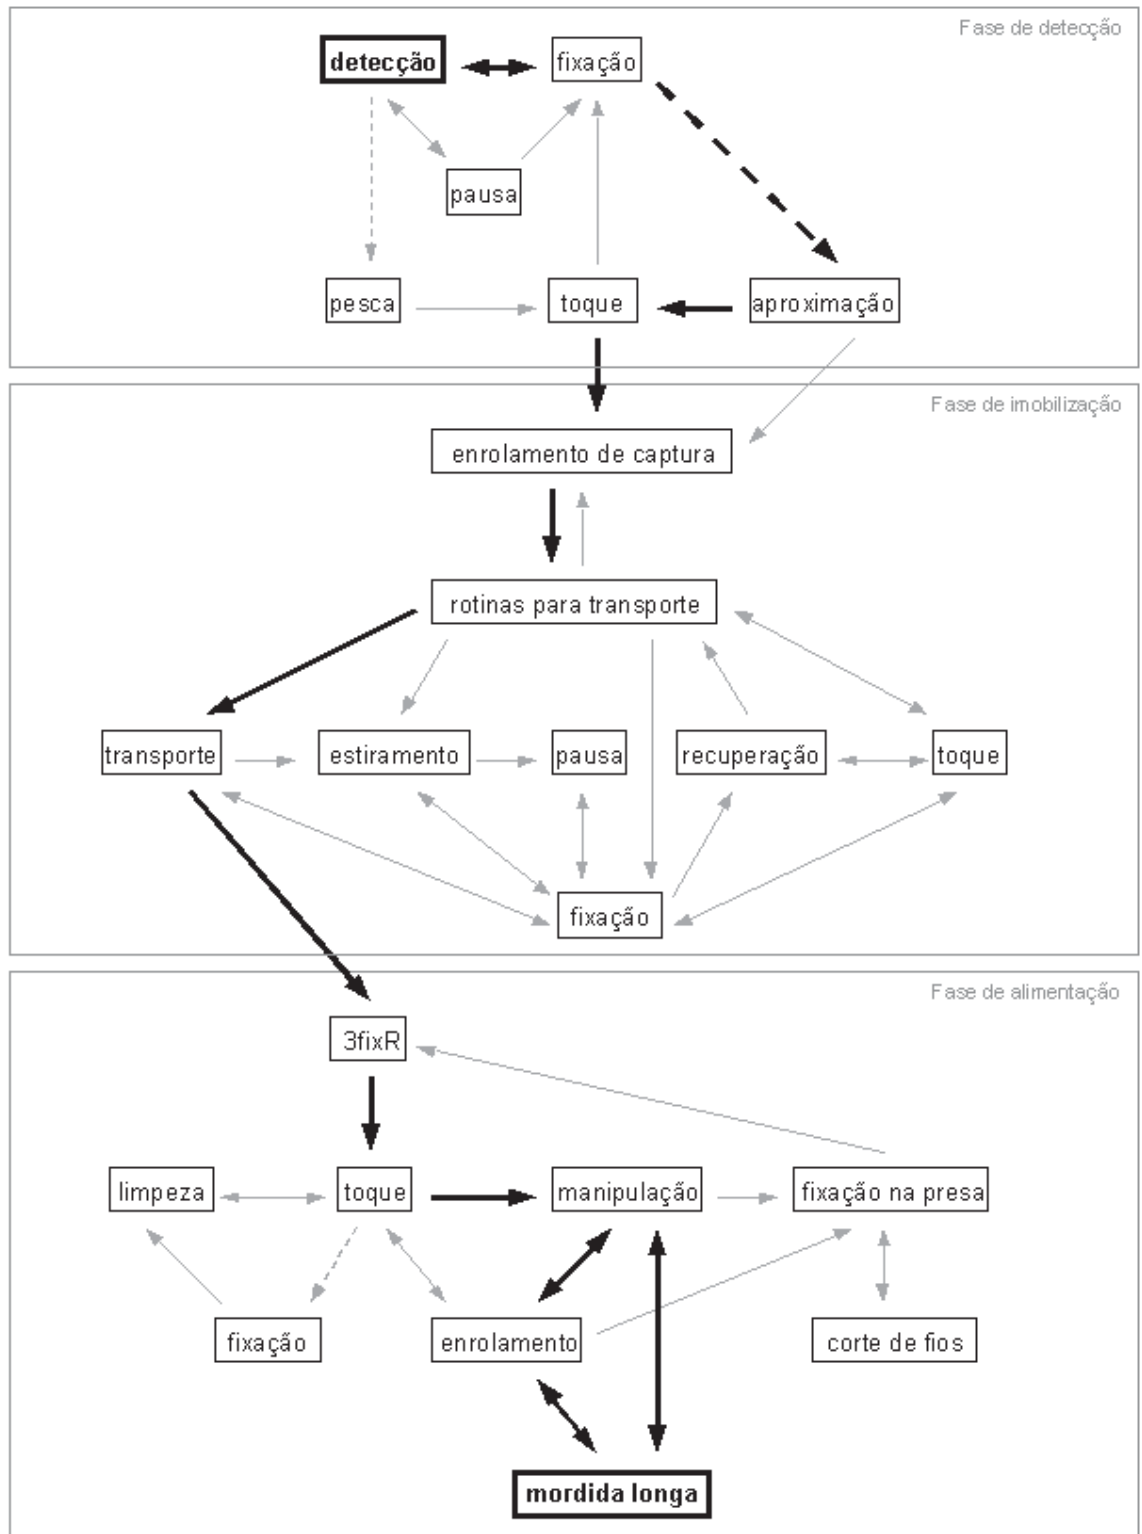 Fase de detecção
detecção
fixação
pausa
pesca
toque
aproximação
Fase de imobilização
enrolamento de captura
rotinas para transporte
transporte
estiramento
pausa
recuperação
toque
fixação
Fase de alimentação
3fixR
limpeza
toque
manipulação
fixação na presa
fixação
enrolamento
corte de fios
mordida longa